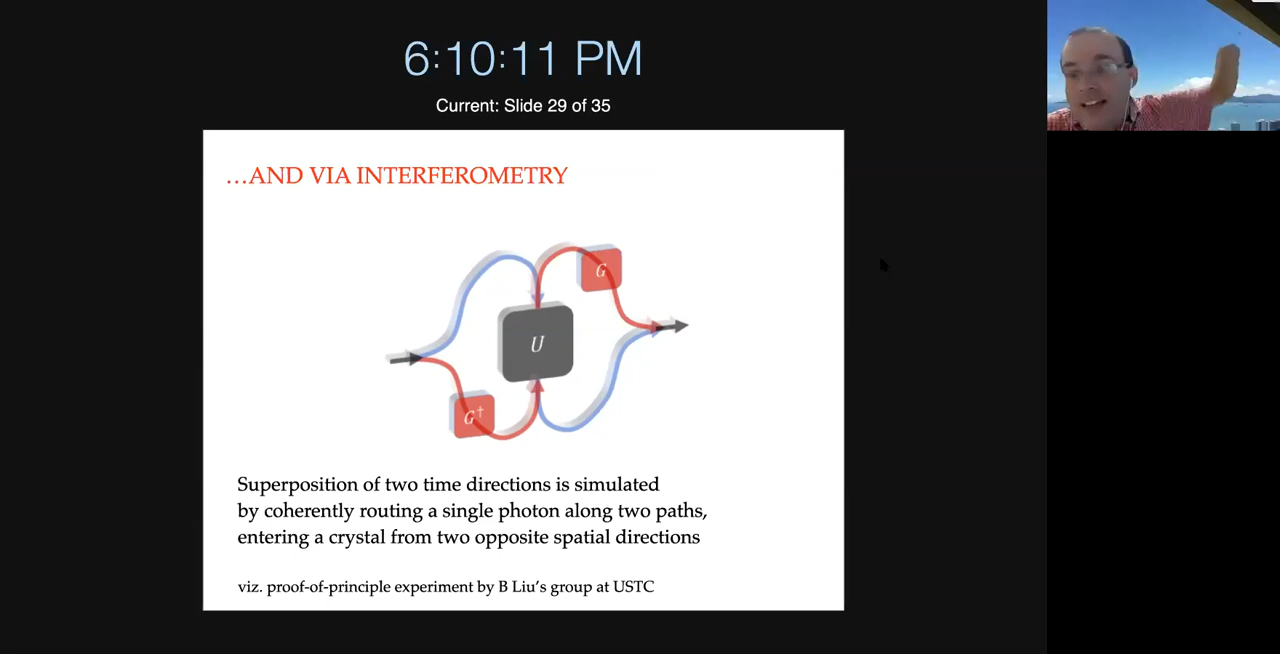 6:10:11 PM
Current: Slide 29 of 35
…AND VIA INTERFEROMETRY
G
U
G†
Superposition of two time directions is simulated
by coherently routing a single photon along two paths,
entering a crystal from two opposite spatial directions
viz. proof-of-principle experiment by B Liu’s group at USTC